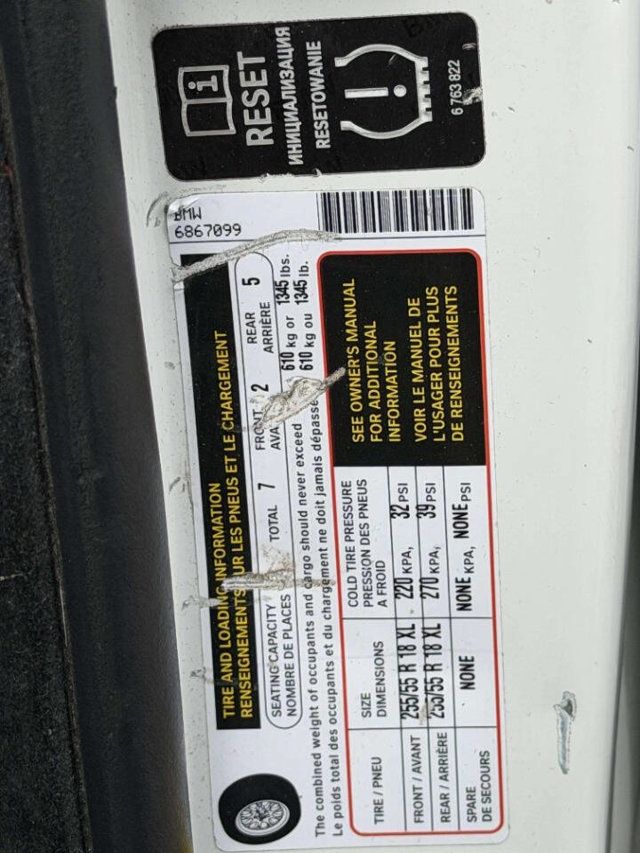 RESET
ИНИЦИАЛИЗАЦИЯ
RESETOWANIE
6 763 822
BMW
6867099
TIRE AND LOADING INFORMATION
RENSEIGNEMENTS SUR LES PNEUS ET LE CHARGEMENT
SEATING CAPACITY TOTAL 7 FRONT 2 REAR 5
NOMBRE DE PLACES ARRIÈRE
The combined weight of occupants and cargo should never exceed 610 kg or 1345 lbs.
Le poids total des occupants et du chargement ne doit jamais dépasser 610 kg ou 1345 lb.
TIRE / PNEU SIZE DIMENSIONS COLD TIRE PRESSURE PRESSION DES PNEUS A FROID
FRONT / AVANT 255/55 R 18 XL 220 KPA, 32 PSI
REAR / ARRIÈRE 255/55 R 18 XL 270 KPA, 39 PSI
SPARE DE SECOURS NONE NONE KPA, NONE PSI
SEE OWNER'S MANUAL
FOR ADDITIONAL
INFORMATION
VOIR LE MANUEL DE
L'USAGER POUR PLUS
DE RENSEIGNEMENTS